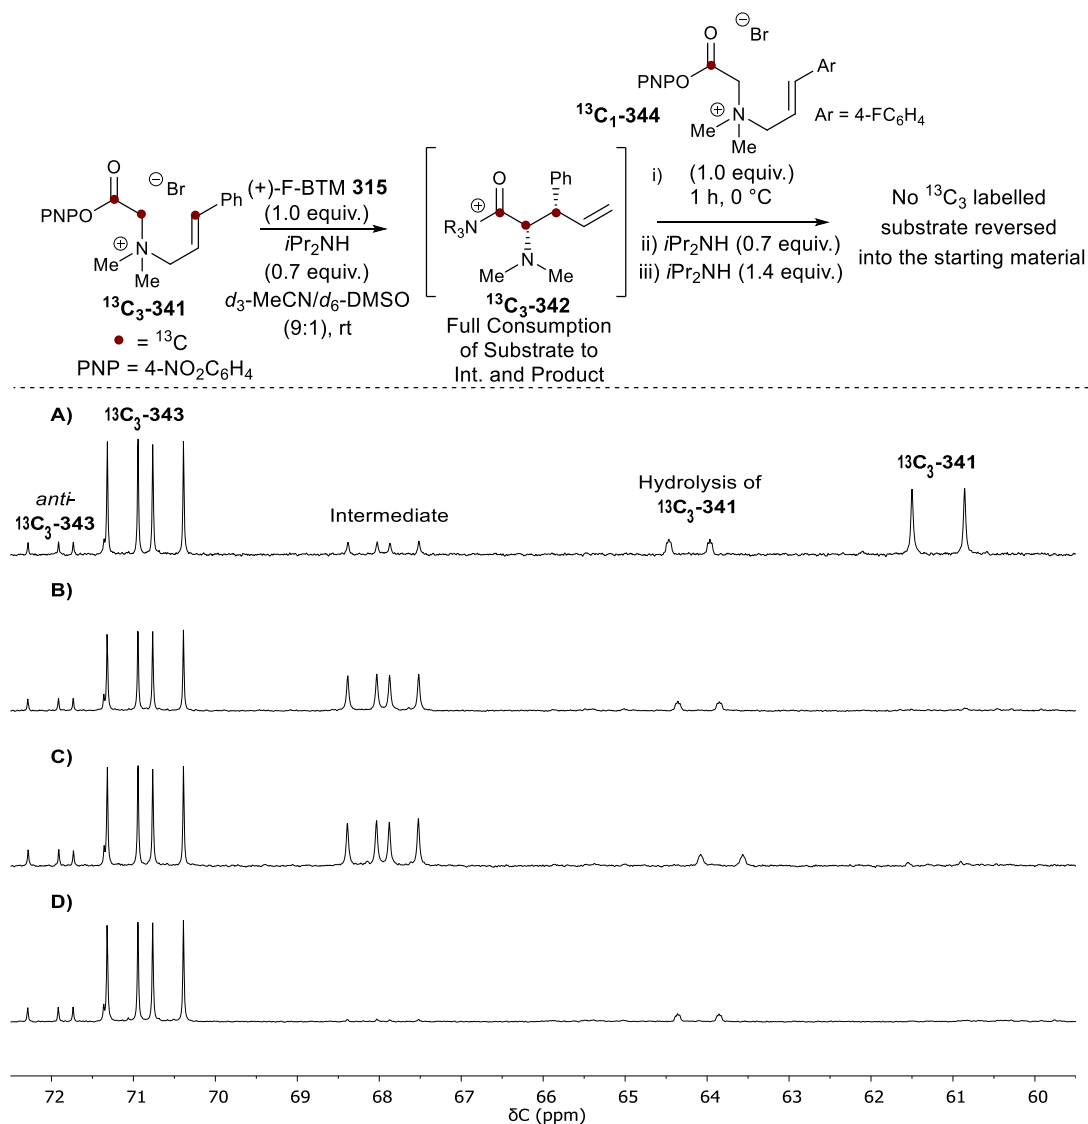 O
⊖Br
PNPO
Ar
¹³C₁-344
⊕
N
Me
Me
Ar = 4-FC₆H₄
O
⊖Br
PNPO
Ph
⊕
N
Me
Me
¹³C₃-341
= ¹³C
PNP = 4-NO₂C₆H₄
(+)-F-BTM 315
(1.0 equiv.)
iPr₂NH
(0.7 equiv.)
d₃-MeCN/d₆-DMSO
(9:1), rt
O
Ph
⊕
R₃N
N
Me
Me
¹³C₃-342
Full Consumption
of Substrate to
Int. and Product
i) (1.0 equiv.)
1 h, 0 °C
ii) iPr₂NH (0.7 equiv.)
iii) iPr₂NH (1.4 equiv.)
No ¹³C₃ labelled
substrate reversed
into the starting material
A)
¹³C₃-343
anti-
¹³C₃-343
Intermediate
Hydrolysis of
¹³C₃-341
¹³C₃-341
B)
C)
D)
72 71 70 69 68 67 66 65 64 63 62 61 60
δC (ppm)